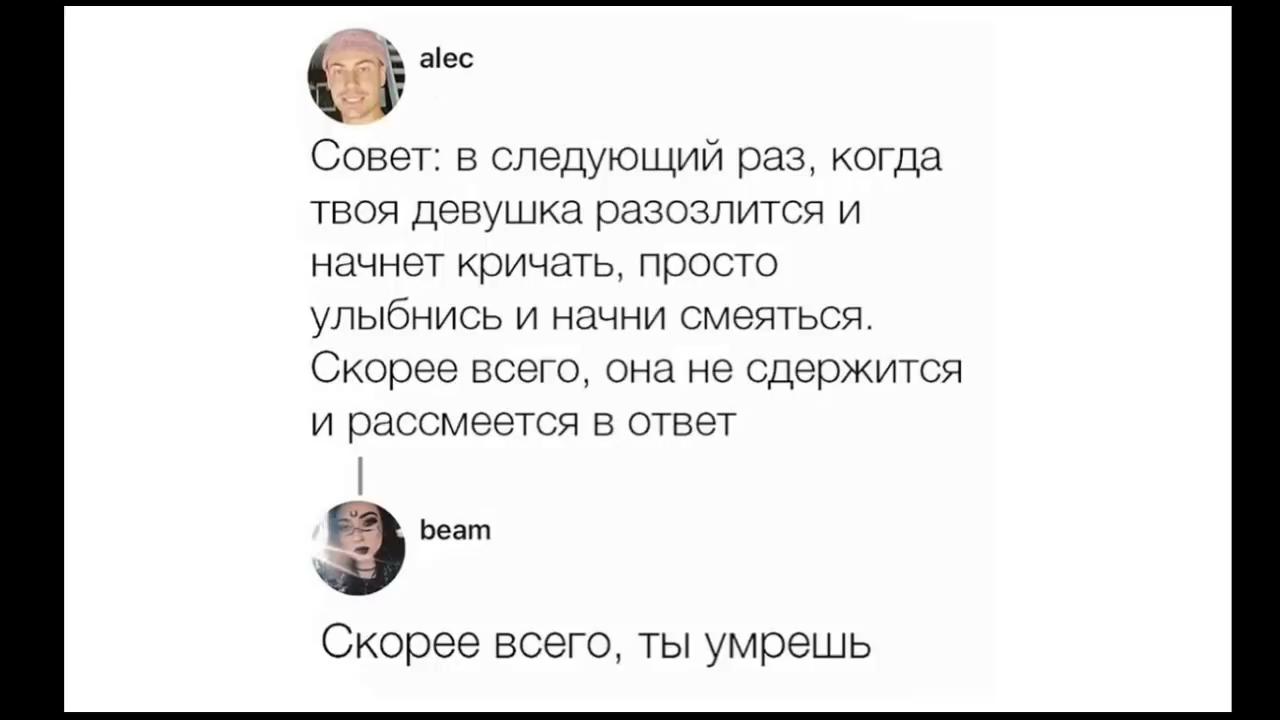 alec
Совет: в следующий раз, когда
твоя девушка разозлится и
начнет кричать, просто
улыбнись и начни смеяться.
Скорее всего, она не сдержится
и рассмеется в ответ
beam
Скорее всего, ты умрешь